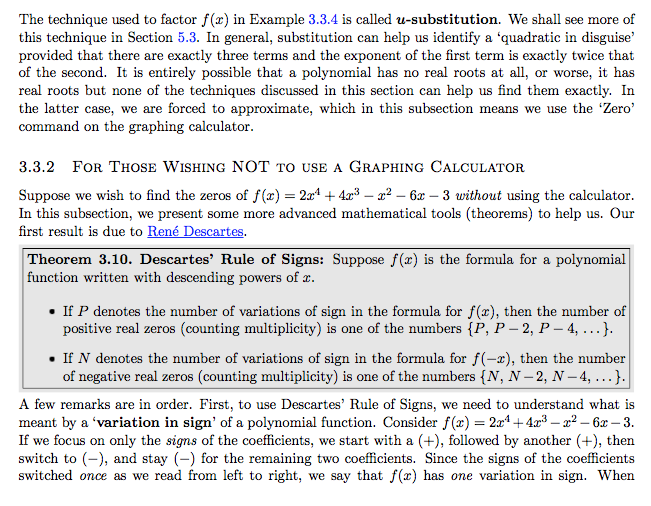 The technique used to factor f(x) in Example 3.3.4 is called u-substitution. We shall see more of
this technique in Section 5.3. In general, substitution can help us identify a ‘quadratic in disguise’
provided that there are exactly three terms and the exponent of the first term is exactly twice that
of the second. It is entirely possible that a polynomial has no real roots at all, or worse, it has
real roots but none of the techniques discussed in this section can help us find them exactly. In
the latter case, we are forced to approximate, which in this subsection means we use the ‘Zero’
command on the graphing calculator.
3.3.2 For Those Wishing NOT to use a Graphing Calculator
Suppose we wish to find the zeros of f(x) = 2x⁴ + 4x³ − x² − 6x − 3 without using the calculator.
In this subsection, we present some more advanced mathematical tools (theorems) to help us. Our
first result is due to René Descartes.
Theorem 3.10. Descartes’ Rule of Signs: Suppose f(x) is the formula for a polynomial
function written with descending powers of x.
• If P denotes the number of variations of sign in the formula for f(x), then the number of
positive real zeros (counting multiplicity) is one of the numbers {P, P − 2, P − 4, . . . }.
• If N denotes the number of variations of sign in the formula for f(−x), then the number
of negative real zeros (counting multiplicity) is one of the numbers {N, N − 2, N − 4, . . . }.
A few remarks are in order. First, to use Descartes’ Rule of Signs, we need to understand what is
meant by a ‘variation in sign’ of a polynomial function. Consider f(x) = 2x⁴ + 4x³ − x² − 6x − 3.
If we focus on only the signs of the coefficients, we start with a (+), followed by another (+), then
switch to (−), and stay (−) for the remaining two coefficients. Since the signs of the coefficients
switched once as we read from left to right, we say that f(x) has one variation in sign. When